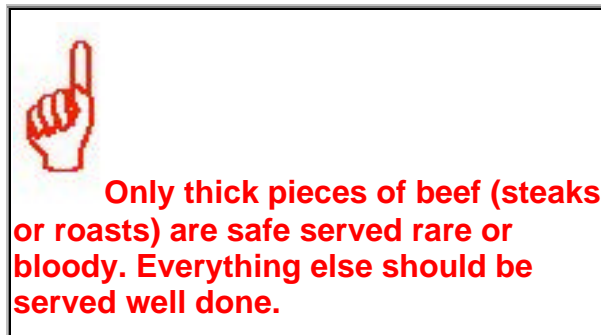 Only thick pieces of beef (steaks
or roasts) are safe served rare or
bloody. Everything else should be
served well done.